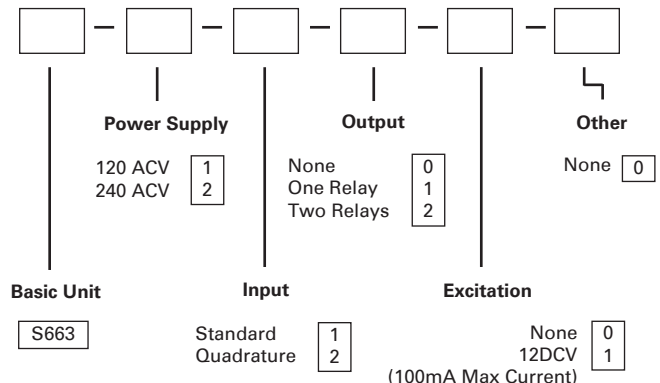 Power Supply
120 ACV 1
240 ACV 2
Output
None 0
One Relay 1
Two Relays 2
Other
None 0
Basic Unit
S663
Input
Standard 1
Quadrature 2
Excitation
None 0
12DCV 1
(100mA Max Current)